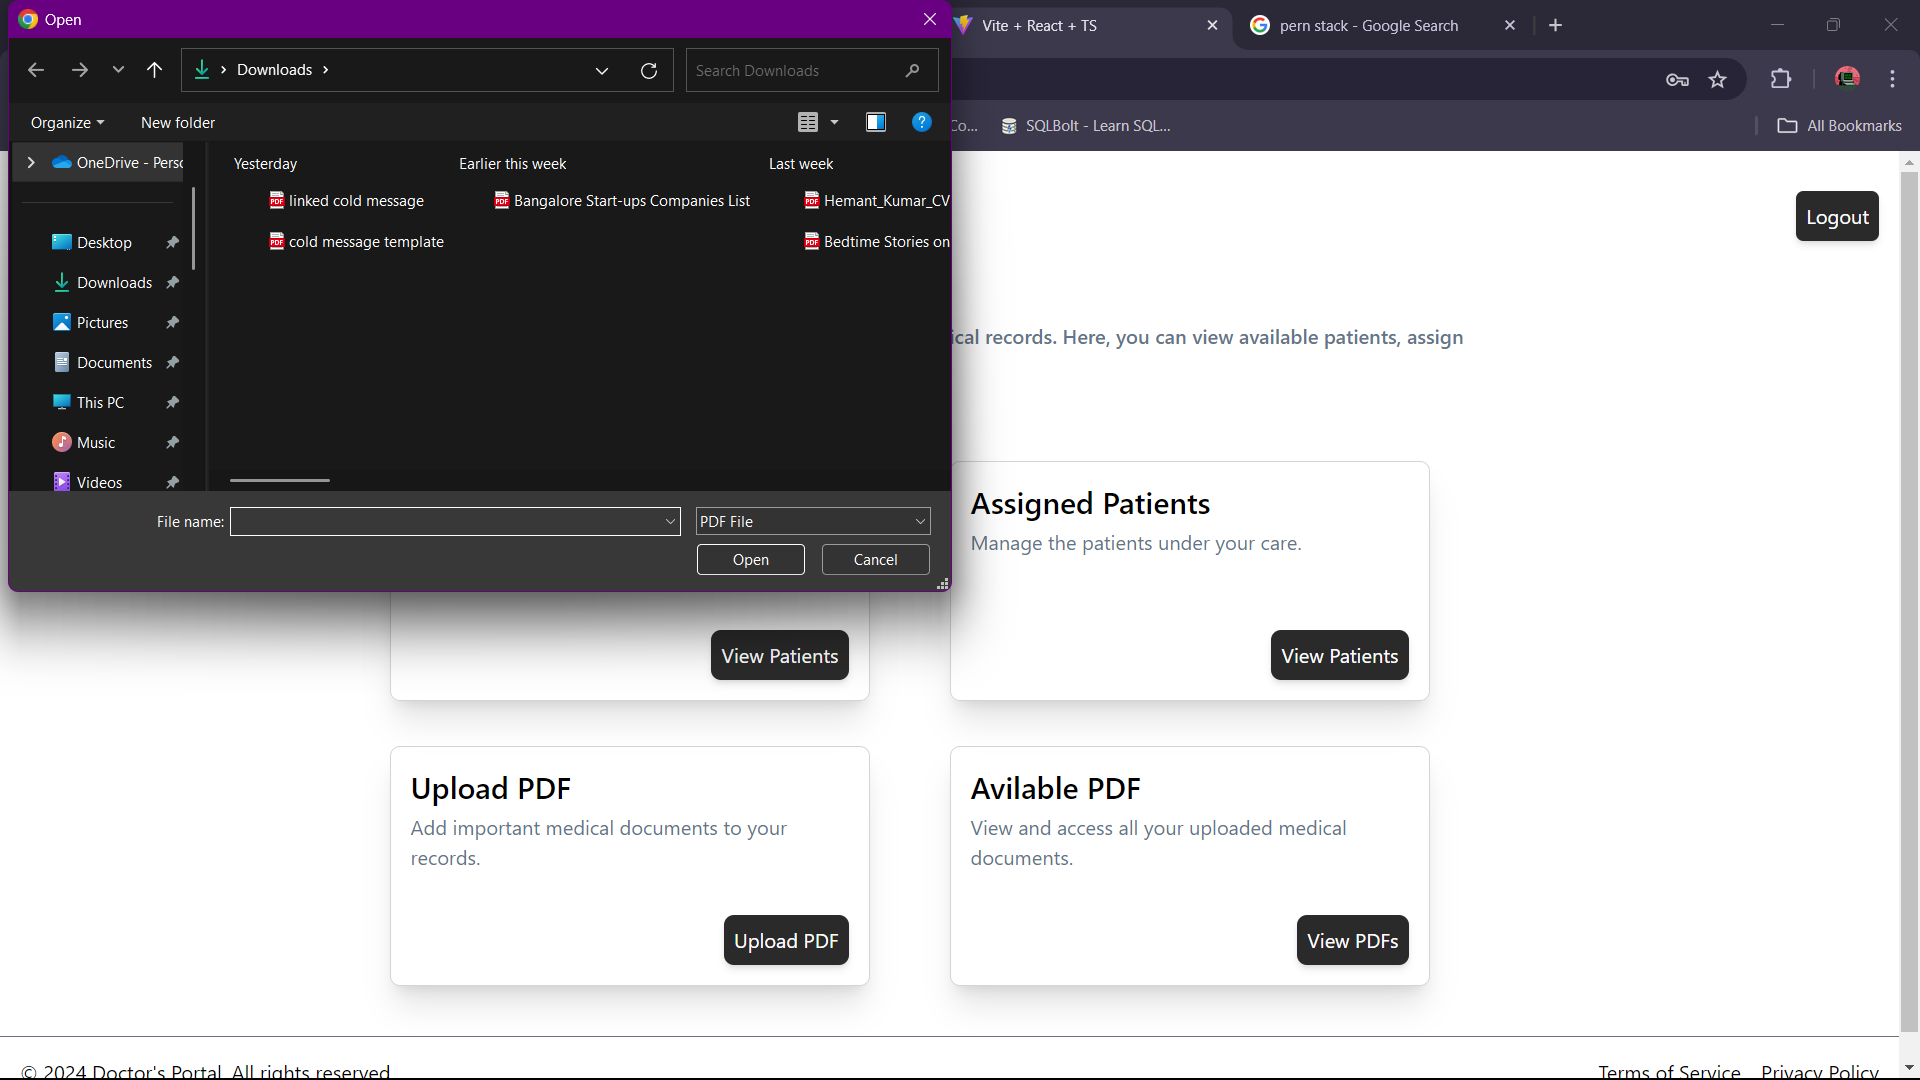 Open
Vite + React + TS
pern stack - Google Search
Downloads
Search Downloads
Organize
New folder
Co...
SQLBolt - Learn SQL...
All Bookmarks
OneDrive - Perso
Yesterday
Earlier this week
Last week
linked cold message
Bangalore Start-ups Companies List
Hemant_Kumar_CV
cold message template
Bedtime Stories on
Desktop
Downloads
Pictures
Documents
This PC
Music
Videos
File name:
PDF File
Open
Cancel
Logout
ical records. Here, you can view available patients, assign
Assigned Patients
Manage the patients under your care.
View Patients
View Patients
Upload PDF
Add important medical documents to your
records.
Upload PDF
Avilable PDF
View and access all your uploaded medical
documents.
View PDFs
© 2024 Doctor's Portal. All rights reserved
Terms of Service
Privacy Policy